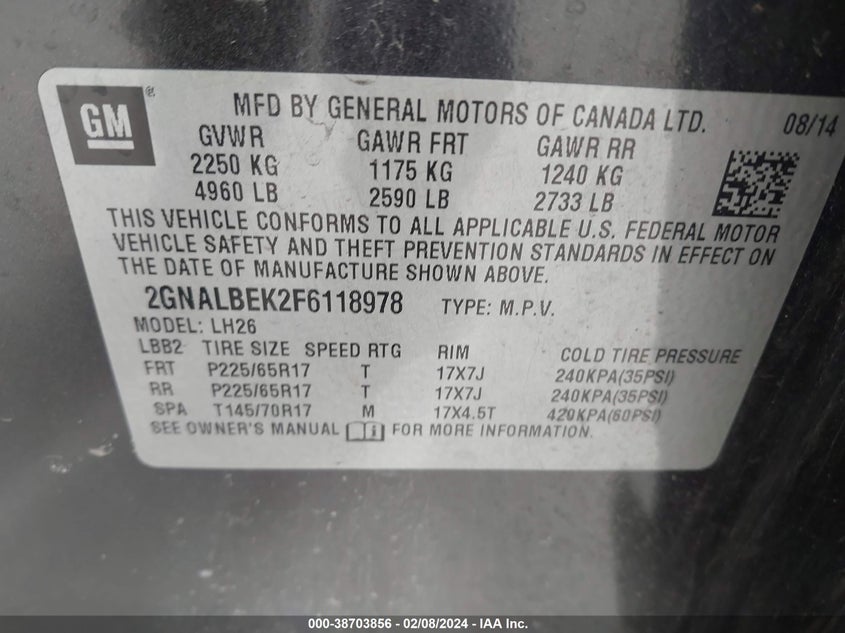 GM
MFD BY GENERAL MOTORS OF CANADA LTD. 08/14
GVWR GAWR FRT GAWR RR
2250 KG 1175 KG 1240 KG
4960 LB 2590 LB 2733 LB
THIS VEHICLE CONFORMS TO ALL APPLICABLE U.S. FEDERAL MOTOR
VEHICLE SAFETY AND THEFT PREVENTION STANDARDS IN EFFECT ON
THE DATE OF MANUFACTURE SHOWN ABOVE.
2GNALBEK2F6118978 TYPE: M.P.V.
MODEL: LH26
LBB2 TIRE SIZE SPEED RTG RIM COLD TIRE PRESSURE
FRT P225/65R17 T 17X7J 240KPA(35PSI)
RR P225/65R17 T 17X7J 240KPA(35PSI)
SPA T145/70R17 M 17X4.5T 420KPA(60PSI)
SEE OWNER'S MANUAL FOR MORE INFORMATION.
000-38703856 - 02/08/2024 - IAA Inc.